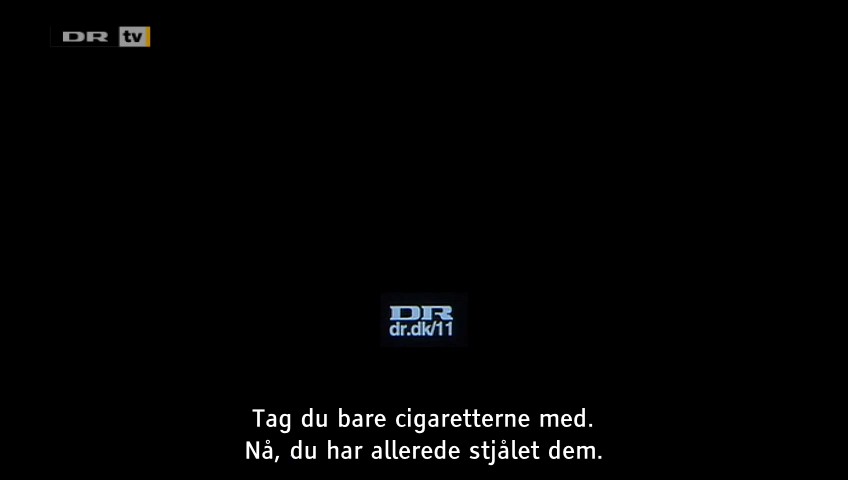 DR tv
DR
dr.dk/11
Tag du bare cigaretterne med.
Nå, du har allerede stjålet dem.